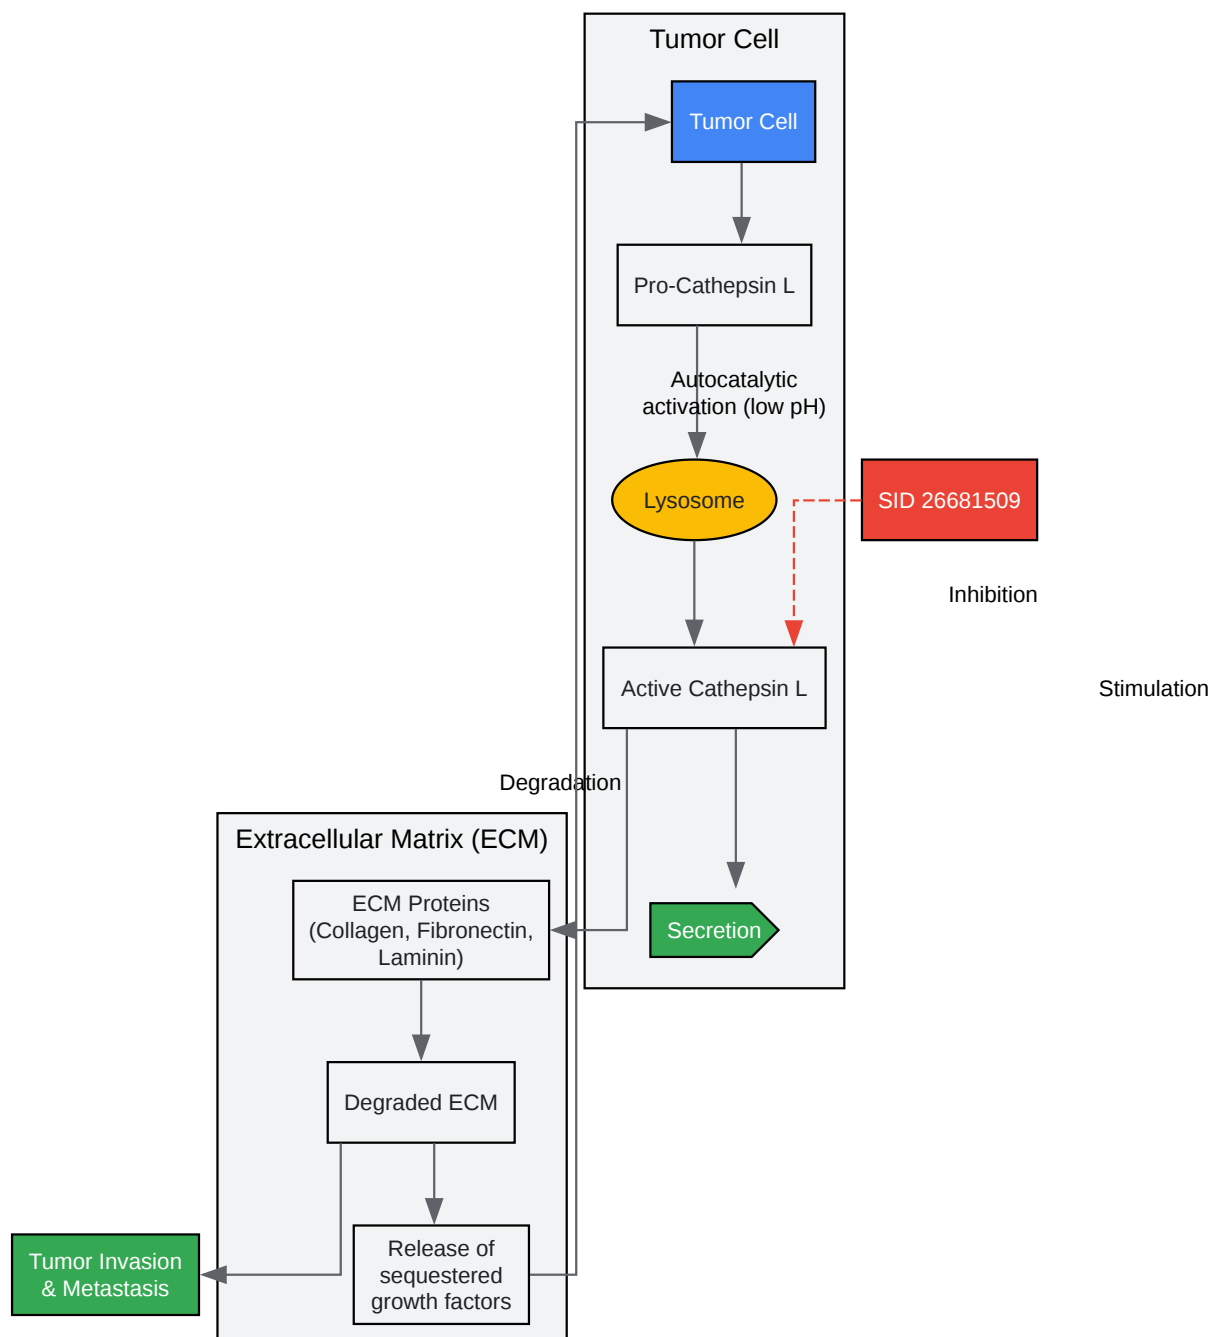 Tumor Cell
Tumor Cell
Pro-Cathepsin L
Autocatalytic
activation (low pH)
Lysosome
SID 26681509
Inhibition
Active Cathepsin L
Stimulation
Degradation
Extracellular Matrix (ECM)
ECM Proteins
(Collagen, Fibronectin,
Laminin)
Secretion
Degraded ECM
Tumor Invasion
& Metastasis
Release of
sequestered
growth factors